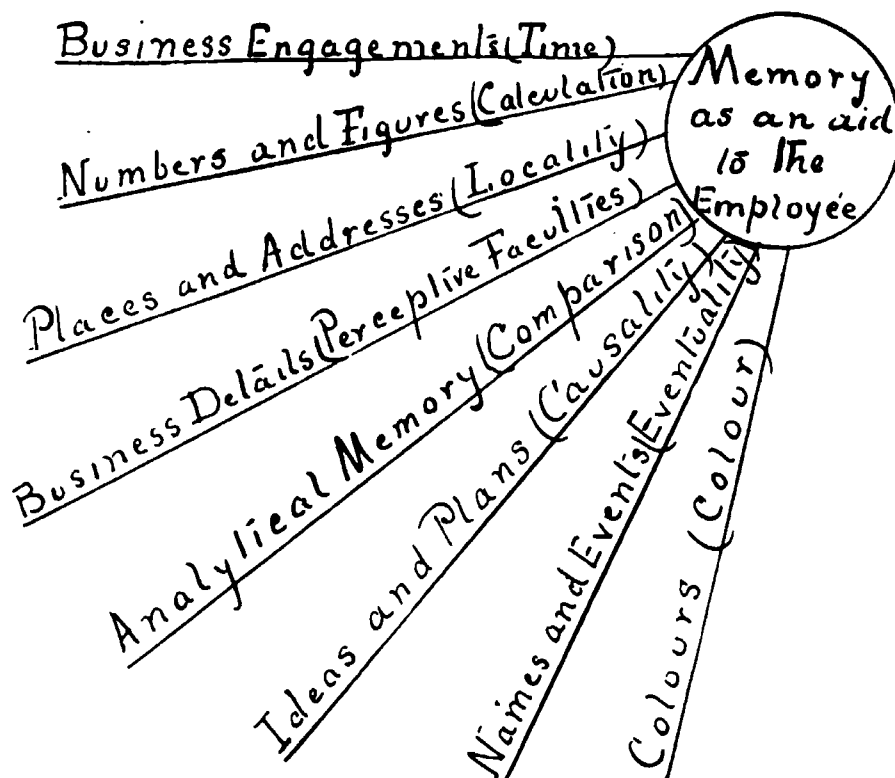 Business Engagements (Time)
Numbers and Figures (Calculation)
Places and Addresses (Locality)
Business Details (Perceptive Faculties)
Analytical Memory (Comparison)
Ideas and Plans (Causality)
Names and Events (Eventuality)
Colours (Colour)
Memory
as an aid
to the
Employee